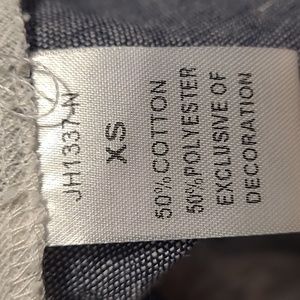 JH1337-N
XS
50%COTTON
50%POLYESTER
EXCLUSIVE OF
DECORATION